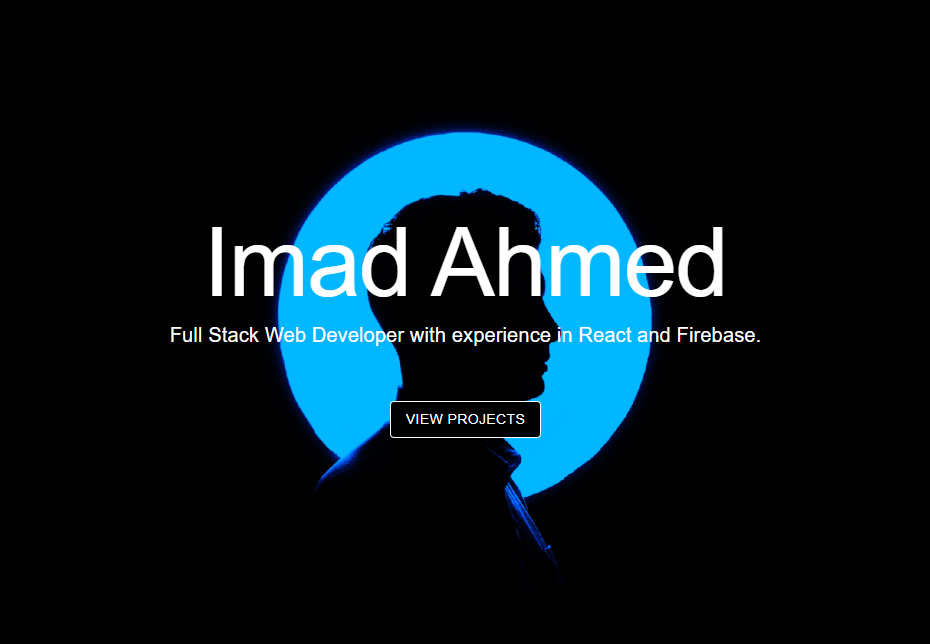 Imad Ahmed
Full Stack Web Developer with experience in React and Firebase.
VIEW PROJECTS